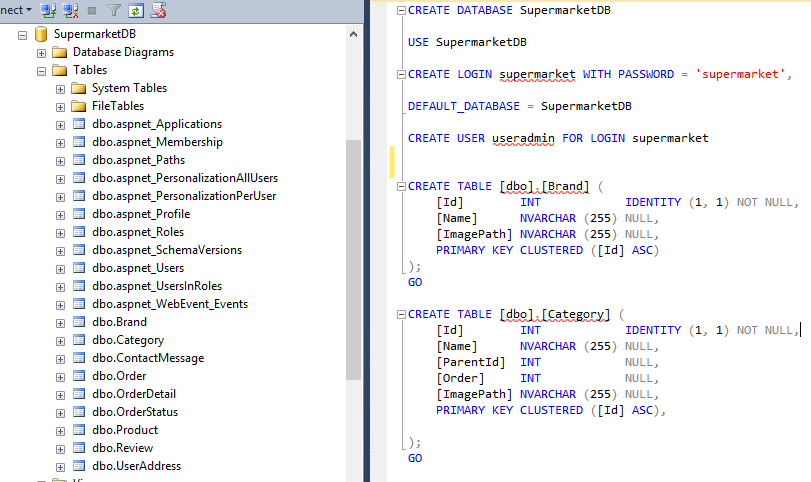 nect
SupermarketDB
Database Diagrams
Tables
System Tables
FileTables
dbo.aspnet_Applications
dbo.aspnet_Membership
dbo.aspnet_Paths
dbo.aspnet_PersonalizationAllUsers
dbo.aspnet_PersonalizationPerUser
dbo.aspnet_Profile
dbo.aspnet_Roles
dbo.aspnet_SchemaVersions
dbo.aspnet_Users
dbo.aspnet_UsersInRoles
dbo.aspnet_WebEvent_Events
dbo.Brand
dbo.Category
dbo.ContactMessage
dbo.Order
dbo.OrderDetail
dbo.OrderStatus
dbo.Product
dbo.Review
dbo.UserAddress
CREATE DATABASE SupermarketDB
USE SupermarketDB
CREATE LOGIN supermarket WITH PASSWORD = 'supermarket',
DEFAULT_DATABASE = SupermarketDB
CREATE USER useradmin FOR LOGIN supermarket
CREATE TABLE [dbo].[Brand] (
[Id] INT IDENTITY (1, 1) NOT NULL,
[Name] NVARCHAR (255) NULL,
[ImagePath] NVARCHAR (255) NULL,
PRIMARY KEY CLUSTERED ([Id] ASC)
);
GO
CREATE TABLE [dbo].[Category] (
[Id] INT IDENTITY (1, 1) NOT NULL,
[Name] NVARCHAR (255) NULL,
[ParentId] INT NULL,
[Order] INT NULL,
[ImagePath] NVARCHAR (255) NULL,
PRIMARY KEY CLUSTERED ([Id] ASC),
);
GO